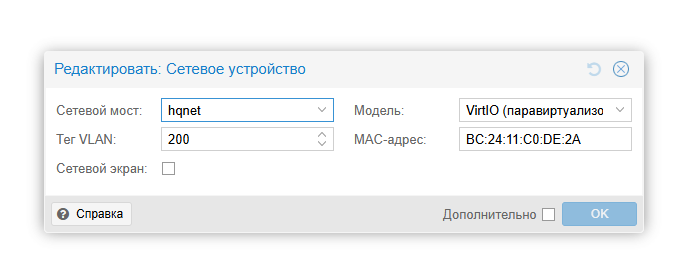 Редактировать: Сетевое устройство
Сетевой мост: hqnet Модель: VirtIO (паравиртуализо
Тег VLAN: 200 MAC-адрес: BC:24:11:C0:DE:2A
Сетевой экран:
Справка Дополнительно OK